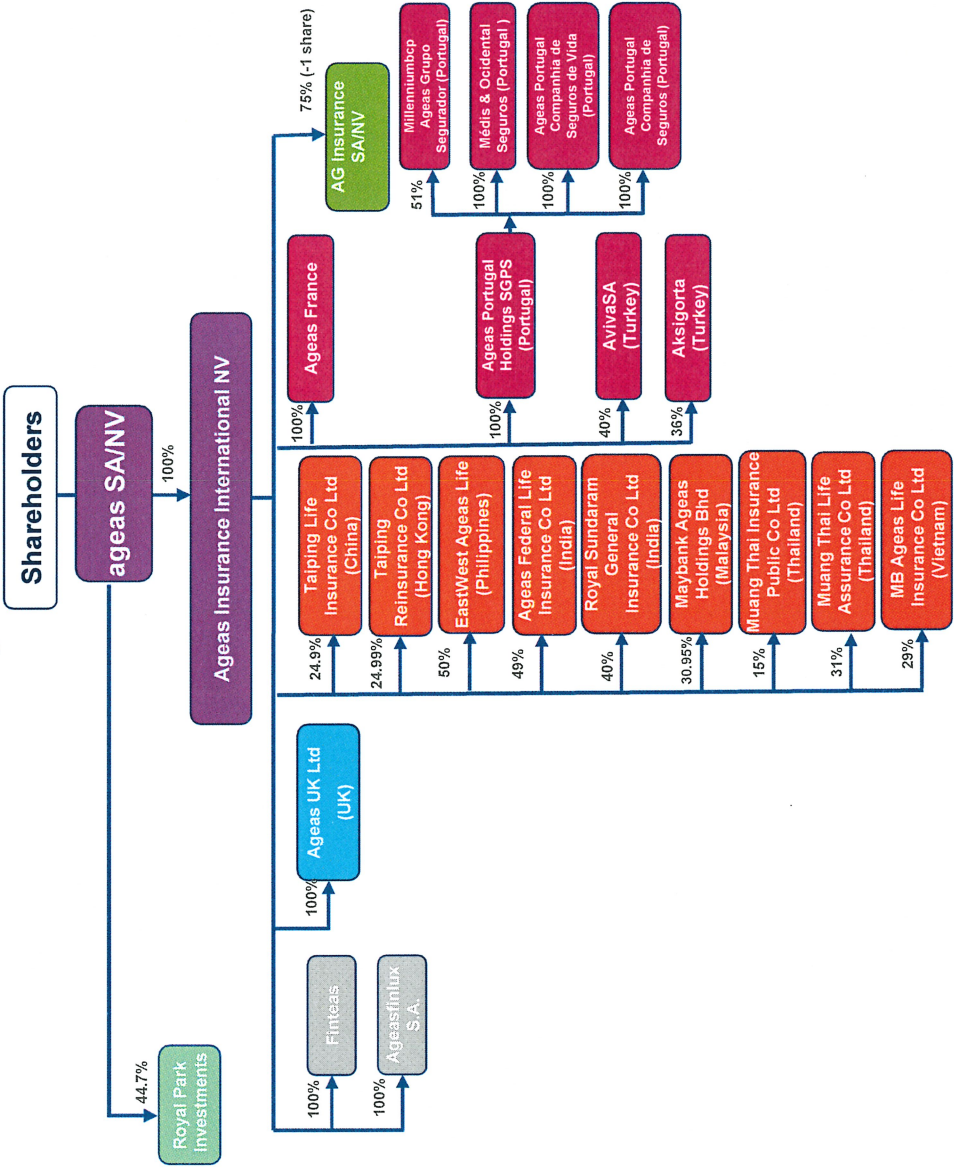 Shareholders
ageas SA/NV
100%
44.7%
Royal Park
Investments
Ageas Insurance International NV
100%
Finteas
100%
Ageasfinlux
S.A.
100%
Ageas UK Ltd
(UK)
24.9%
Taiping Life
Insurance Co Ltd
(China)
24.99%
Taiping
Reinsurance Co Ltd
(Hong Kong)
50%
EastWest Ageas Life
(Philippines)
49%
Ageas Federal Life
Insurance Co Ltd
(India)
40%
Royal Sundaram
General
Insurance Co Ltd
(India)
30.95%
Maybank Ageas
Holdings Bhd
(Malaysia)
15%
Muang Thai Insurance
Public Co Ltd
(Thailand)
31%
Muang Thai Life
Assurance Co Ltd
(Thailand)
29%
MB Ageas Life
Insurance Co Ltd
(Vietnam)
100%
Ageas France
100%
Ageas Portugal
Holdings SGPS
(Portugal)
40%
AvivaSA
(Turkey)
36%
Aksigorta
(Turkey)
75% (-1 share)
AG Insurance
SA/NV
51%
Millenniumbcp
Ageas Grupo
Segurador (Portugal)
100%
Médis & Ocidental
Seguros (Portugal )
100%
Ageas Portugal
Companhia de
Seguros de Vida
(Portugal)
100%
Ageas Portugal
Companhia de
Seguros (Portugal)